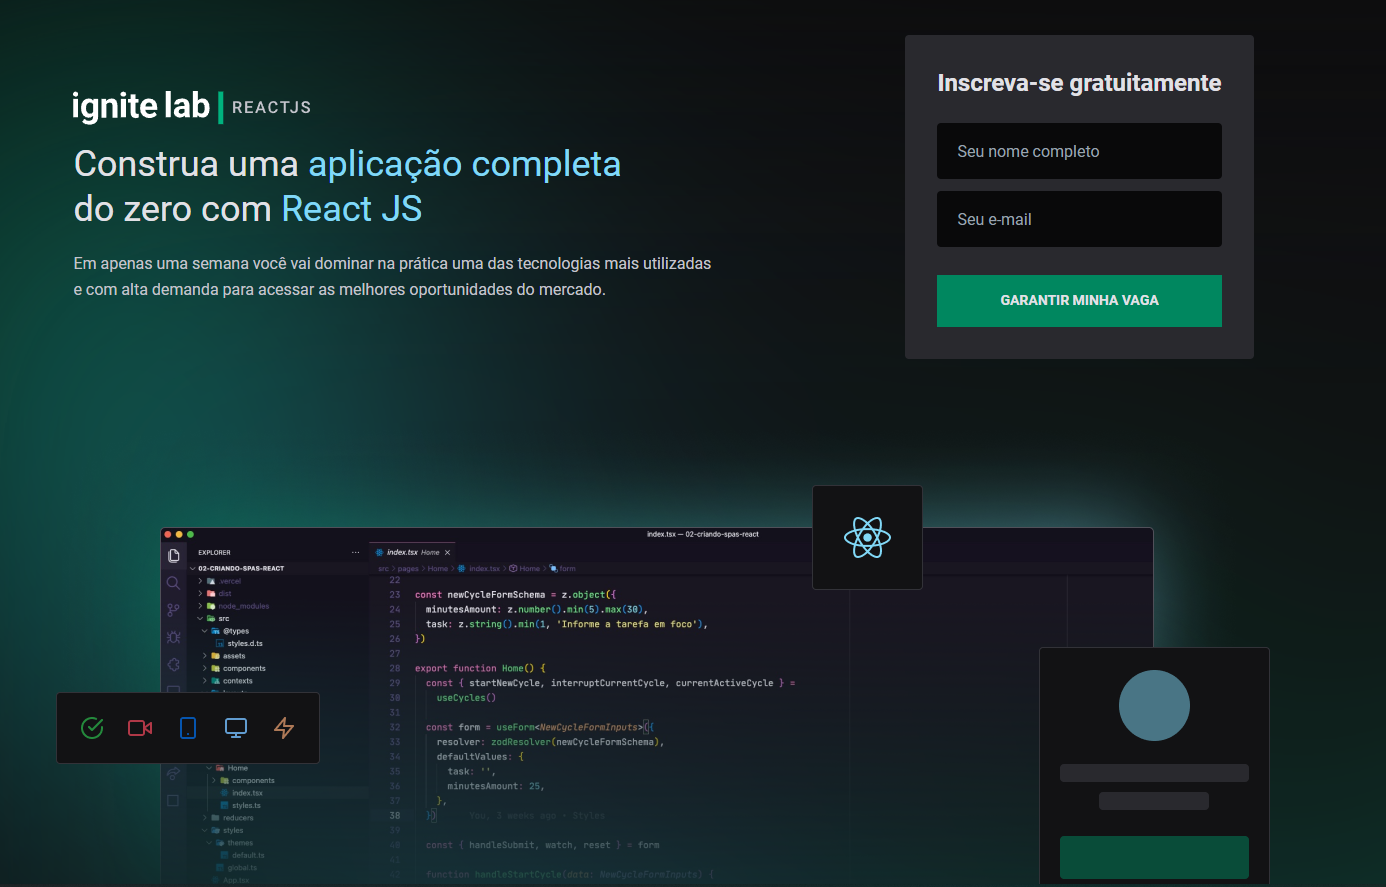 ignite lab | REACTJS
Construa uma aplicação completa
do zero com React JS
Em apenas uma semana você vai dominar na prática uma das tecnologias mais utilizadas
e com alta demanda para acessar as melhores oportunidades do mercado.
Inscreva-se gratuitamente
Seu nome completo
Seu e-mail
GARANTIR MINHA VAGA
index.tsx — 02-criando-spas-react
EXPLORER ...
02-CRIANDO-SPAS-REACT
.vercel
dist
node_modules
src
@types
styles.d.ts
assets
components
contexts
Home
components
index.tsx
styles.ts
reducers
styles
themes
default.ts
global.ts
App.tsx
index.tsx Home ×
src > pages > Home > index.tsx > Home > form
22
23 const newCycleFormSchema = z.object({
24 minutesAmount: z.number().min(5).max(30),
25 task: z.string().min(1, 'Informe a tarefa em foco'),
26 })
27
28 export function Home() {
29 const { startNewCycle, interruptCurrentCycle, currentActiveCycle } =
30 useCycles()
31
32 const form = useForm<NewCycleFormInputs>({
33 resolver: zodResolver(newCycleFormSchema),
34 defaultValues: {
35 task: '',
36 minutesAmount: 25,
37 },
38 }) You, 3 weeks ago • Styles
39
40 const { handleSubmit, watch, reset } = form
41
42 function handleStartCycle(data: NewCycleFormInputs) {